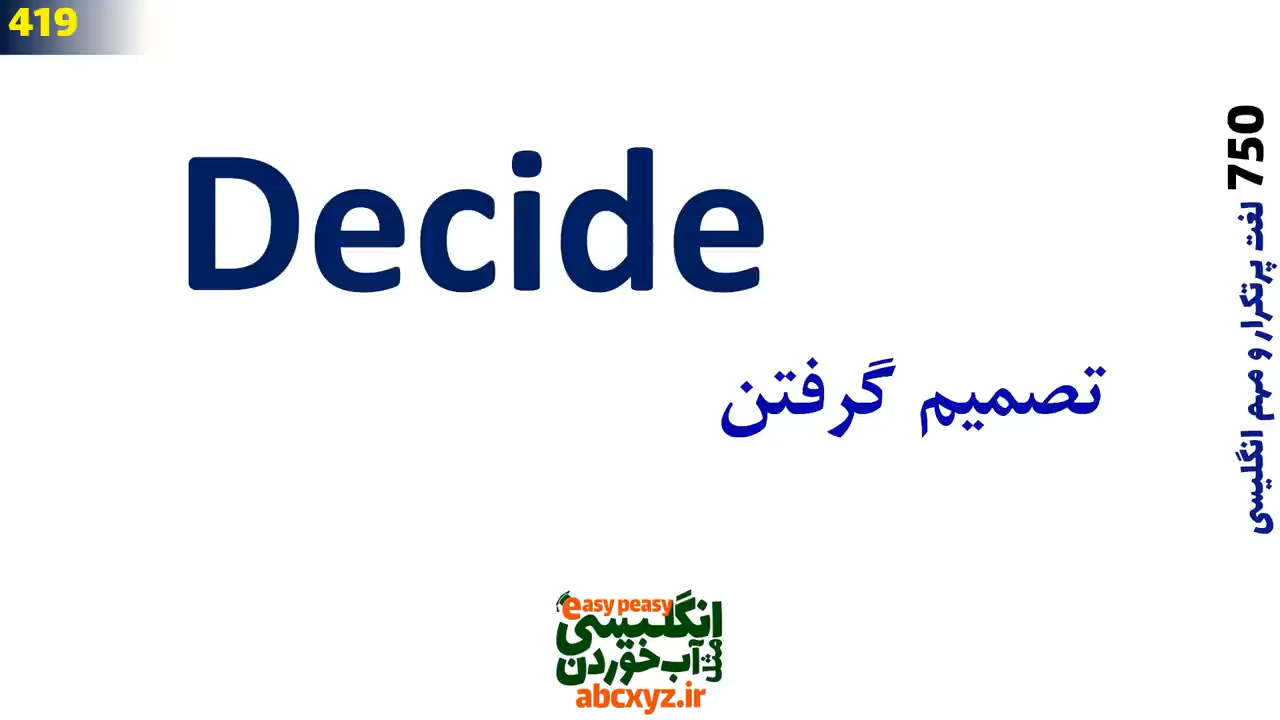 419
Decide
تصمیم گرفتن
750 لغت پرتکرار و مهم انگلیسی
easy peasy
انگلیسی
مثل آب خوردن
abcxyz.ir